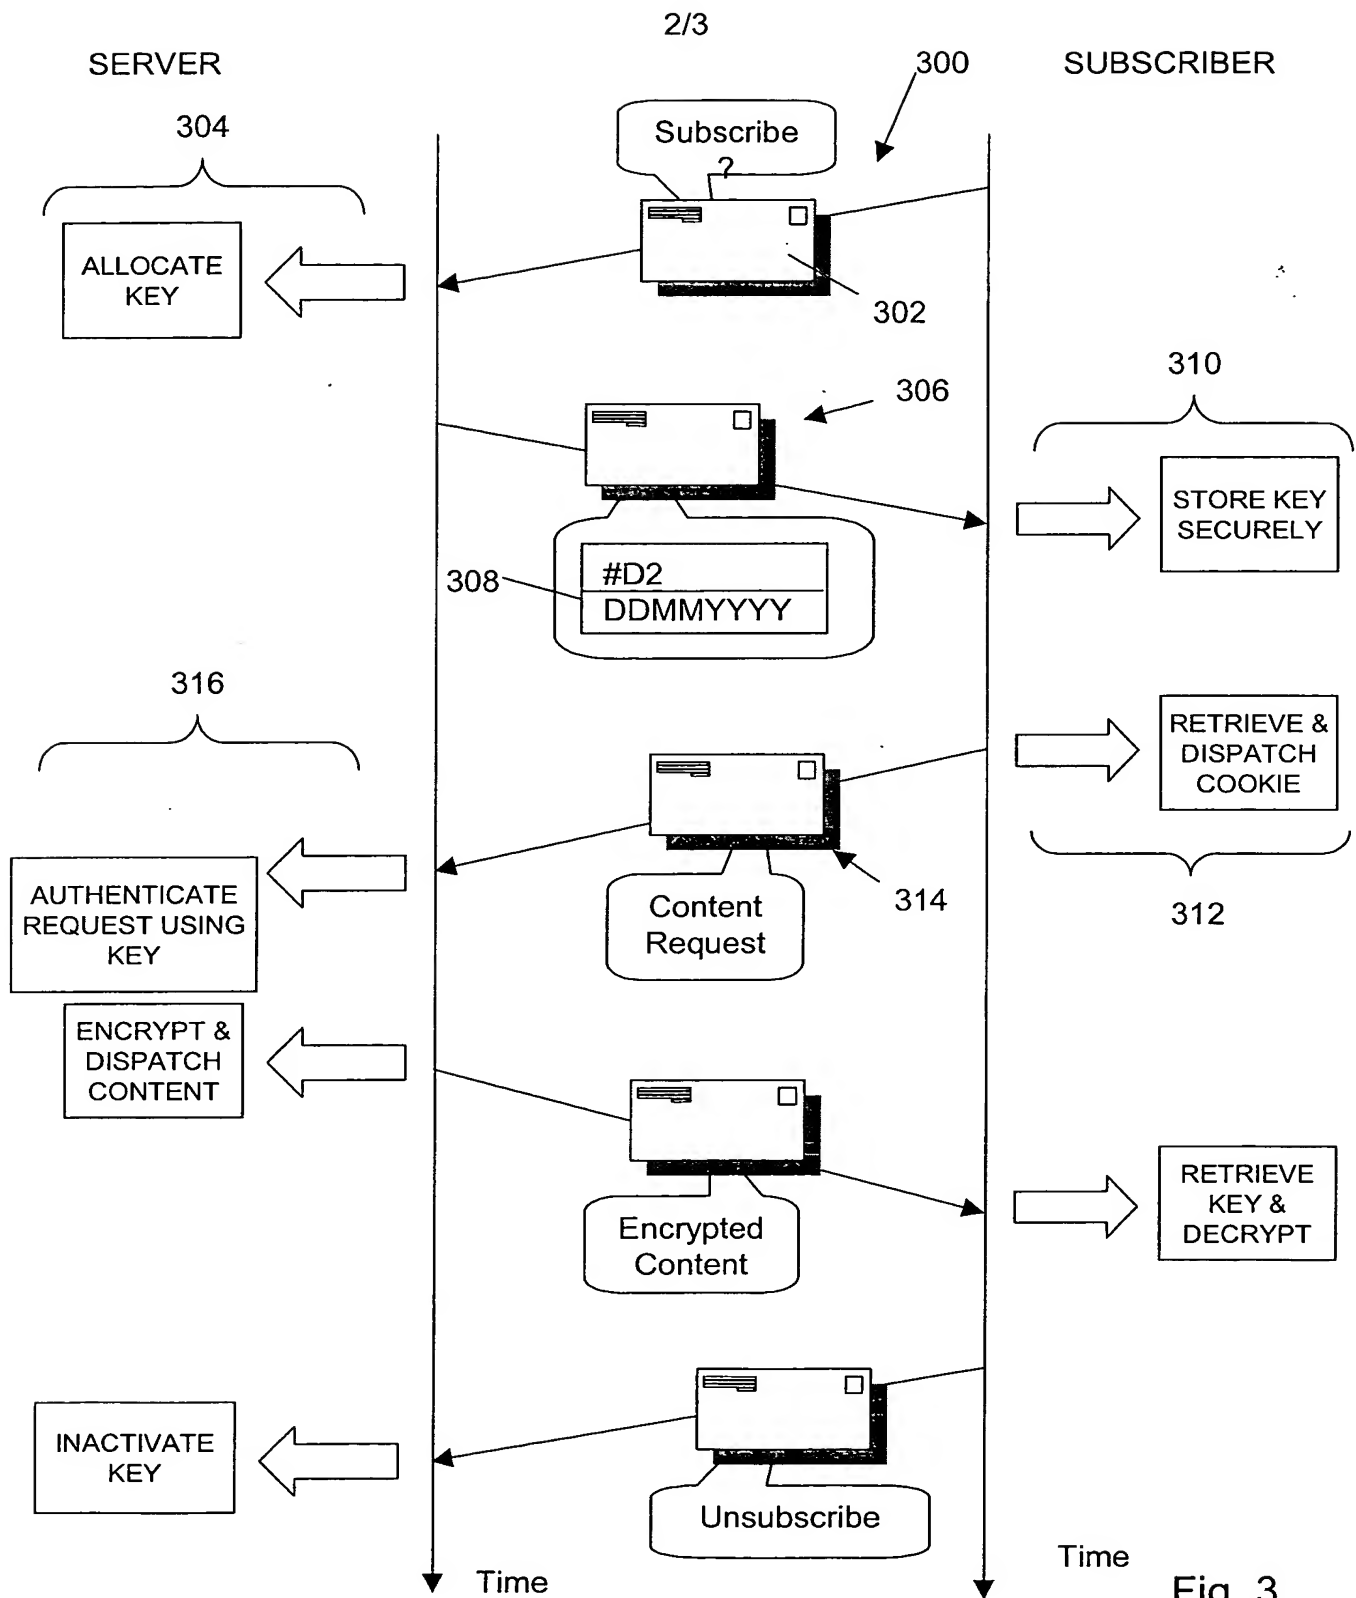 2/3
SERVER
300
SUBSCRIBER
304
Subscribe
?
ALLOCATE
KEY
302
310
306
STORE KEY
SECURELY
308
#D2
DDMMYYYY
316
RETRIEVE &
DISPATCH
COOKIE
AUTHENTICATE
REQUEST USING
KEY
Content
Request
314
312
ENCRYPT &
DISPATCH
CONTENT
RETRIEVE
KEY &
DECRYPT
Encrypted
Content
INACTIVATE
KEY
Unsubscribe
Time
Time
Fig. 3